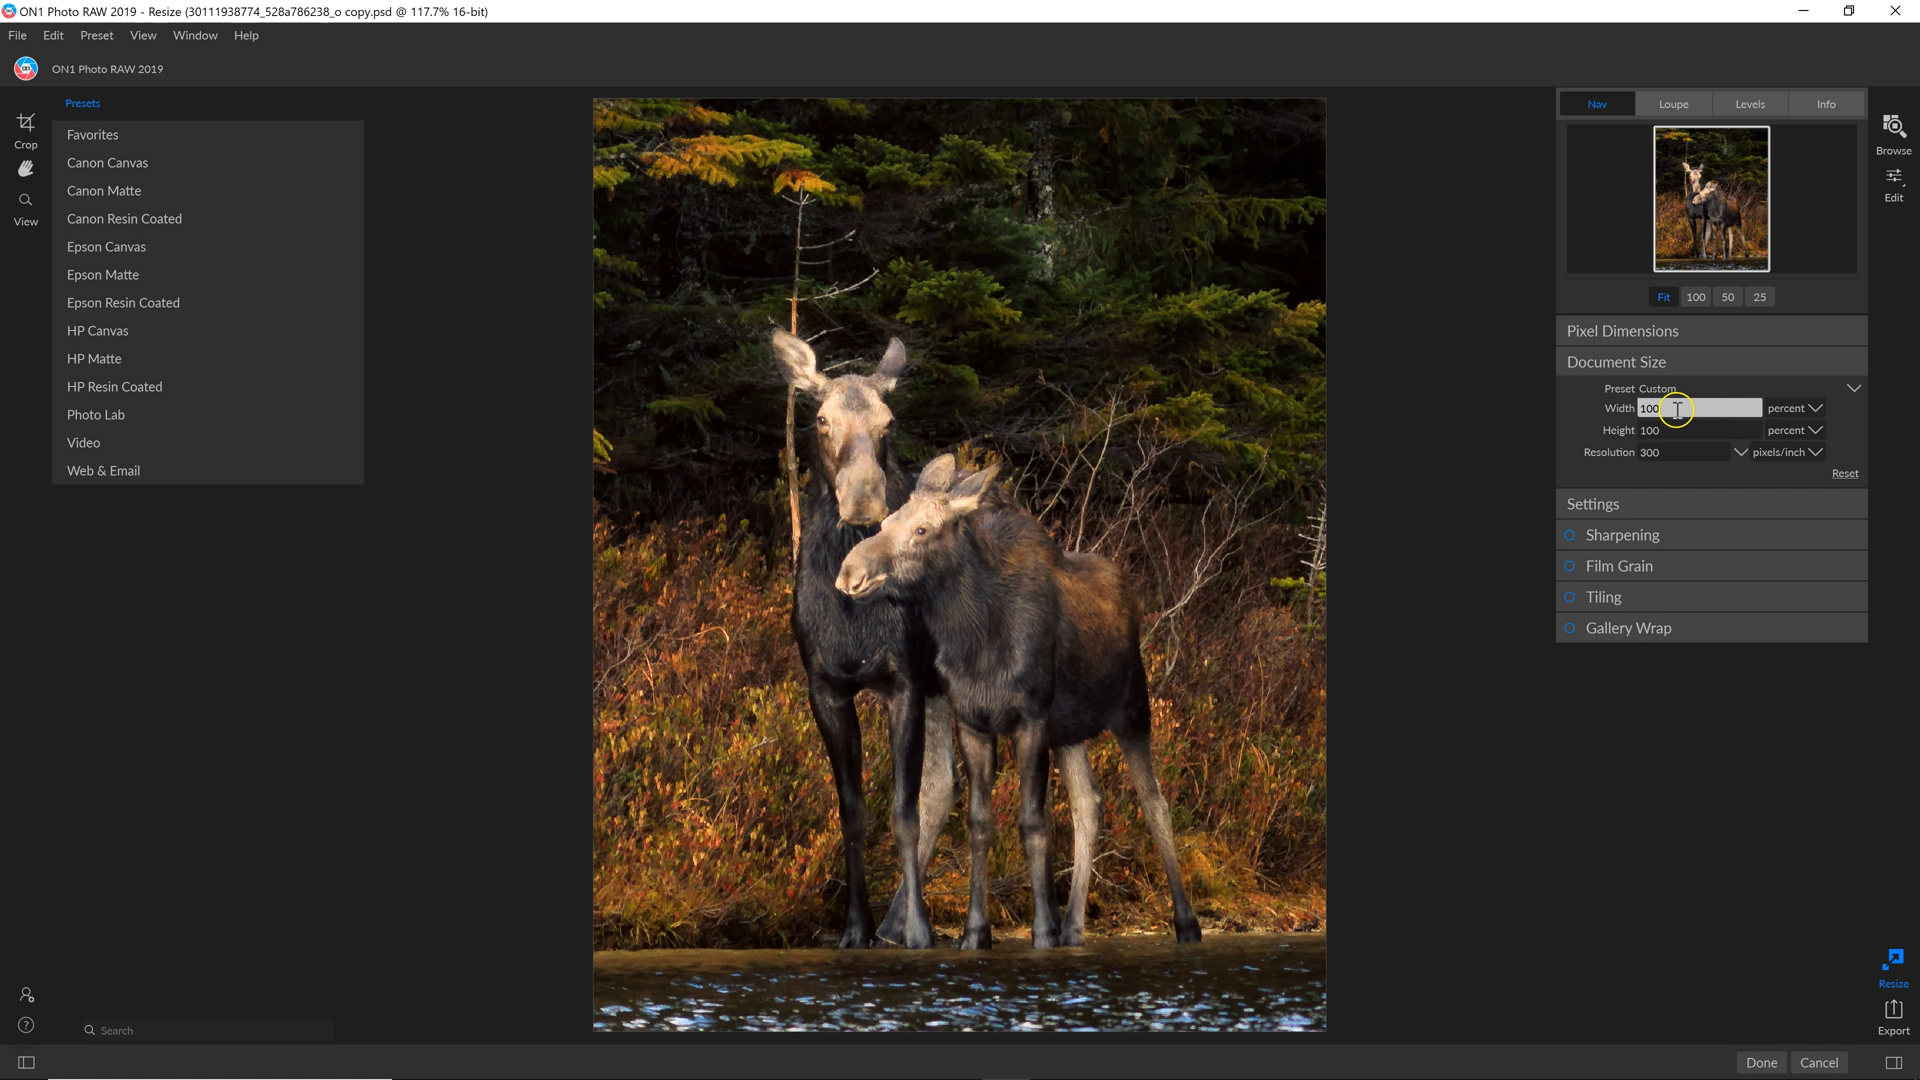 ON1 Photo RAW 2019 - Resize (30111938774_528a786238_o copy.psd @ 117.7% 16-bit)
File Edit Preset View Window Help
ON1 Photo RAW 2019
Crop
View
Presets
Favorites
Canon Canvas
Canon Matte
Canon Resin Coated
Epson Canvas
Epson Matte
Epson Resin Coated
HP Canvas
HP Matte
HP Resin Coated
Photo Lab
Video
Web & Email
Search
Nav Loupe Levels Info
Fit 100 50 25
Pixel Dimensions
Document Size
Preset Custom
Width 100 percent
Height 100 percent
Resolution 300 pixels/inch
Reset
Settings
Sharpening
Film Grain
Tiling
Gallery Wrap
Browse
Edit
Resize
Export
Done Cancel